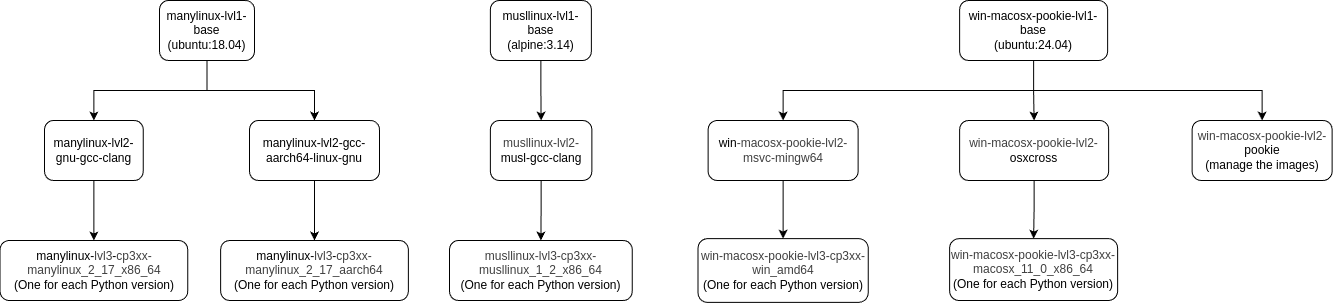 manylinux-lvl1-
base
(ubuntu:18.04)
musllinux-lvl1-
base
(alpine:3.14)
win-macosx-pookie-lvl1-
base
(ubuntu:24.04)
manylinux-lvl2-
gnu-gcc-clang
manylinux-lvl2-gcc-
aarch64-linux-gnu
musllinux-lvl2-
musl-gcc-clang
win-macosx-pookie-lvl2-
msvc-mingw64
win-macosx-pookie-lvl2-
osxcross
win-macosx-pookie-lvl2-
pookie
(manage the images)
manylinux-lvl3-cp3xx-
manylinux_2_17_x86_64
(One for each Python version)
manylinux-lvl3-cp3xx-
manylinux_2_17_aarch64
(One for each Python version)
musllinux-lvl3-cp3xx-
musllinux_1_2_x86_64
(One for each Python version)
win-macosx-pookie-lvl3-cp3xx-
win_amd64
(One for each Python version)
win-macosx-pookie-lvl3-cp3xx-
macosx_11_0_x86_64
(One for each Python version)